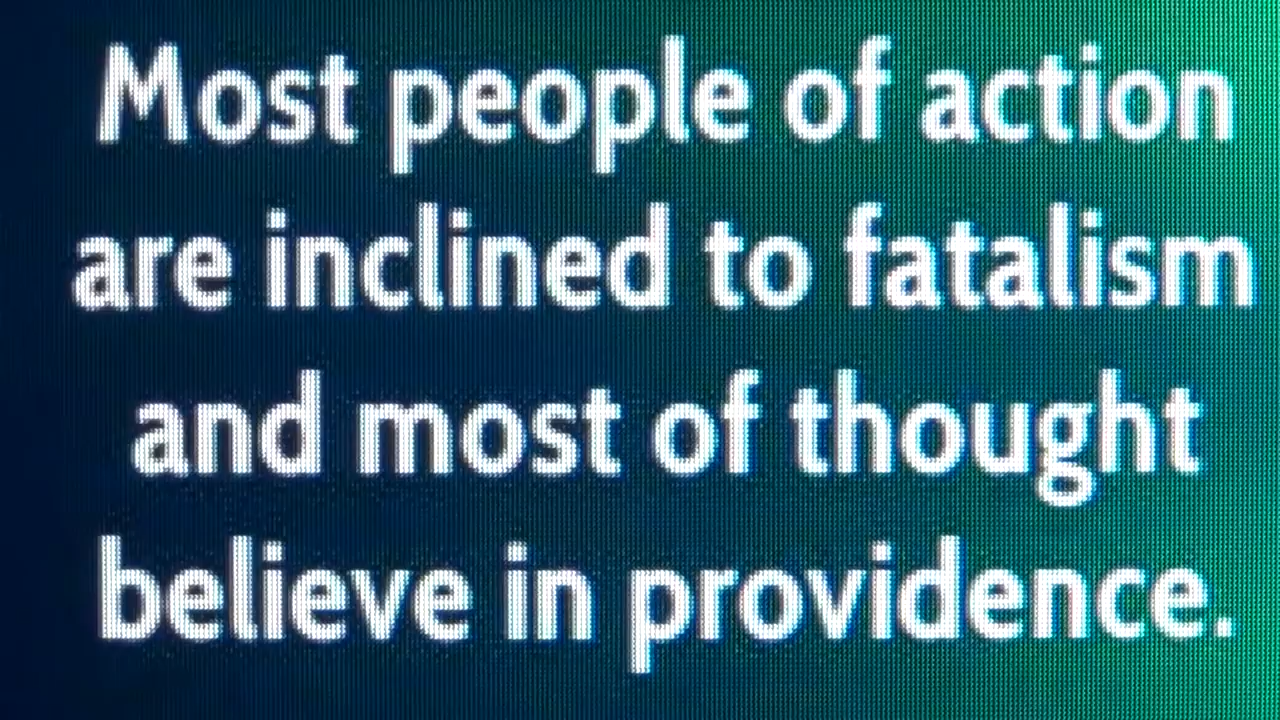 Most people of action
are inclined to fatalism
and most of thought
believe in providence.